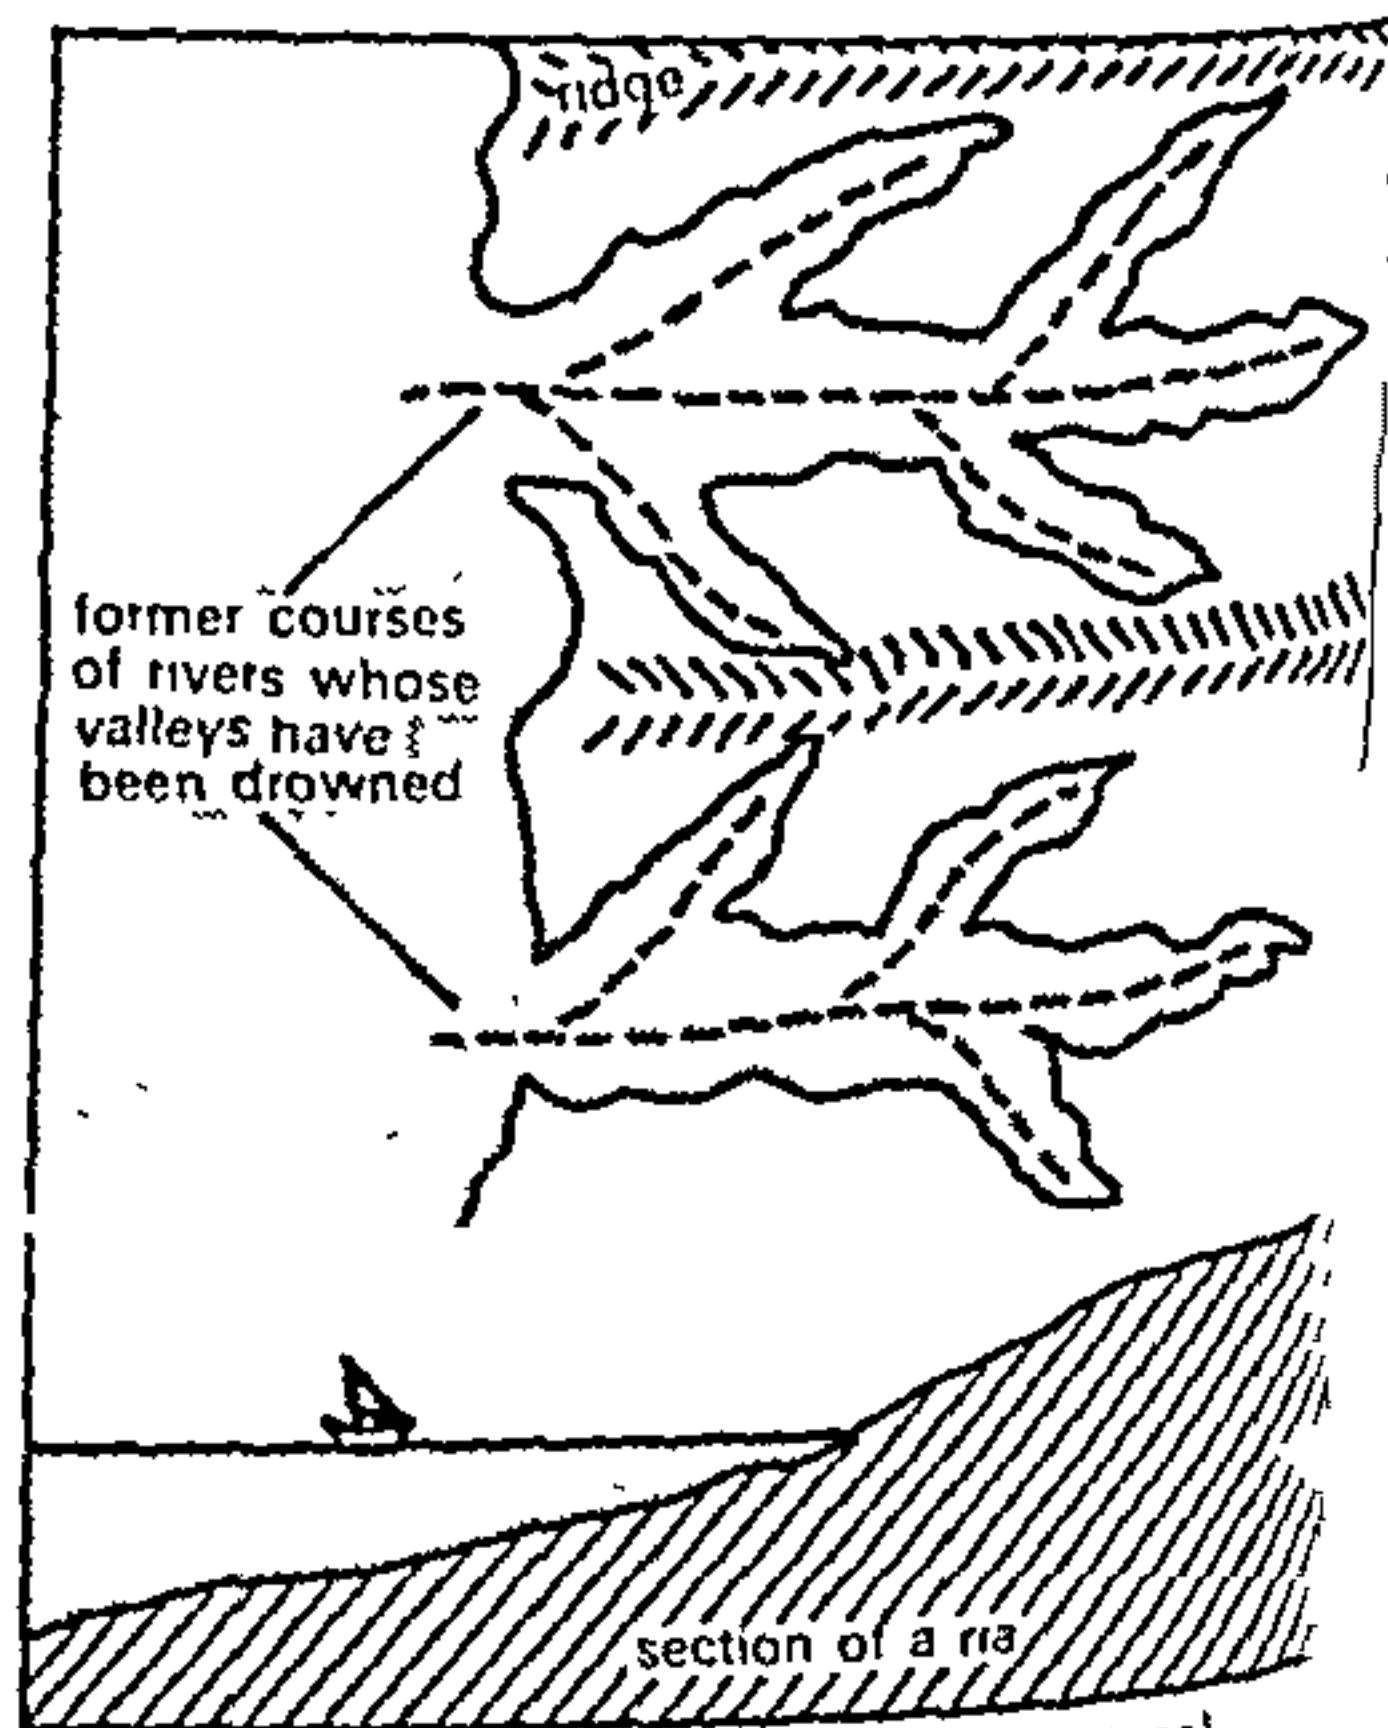 ridge
former courses
of rivers whose
valleys have
been drowned
section of a ria